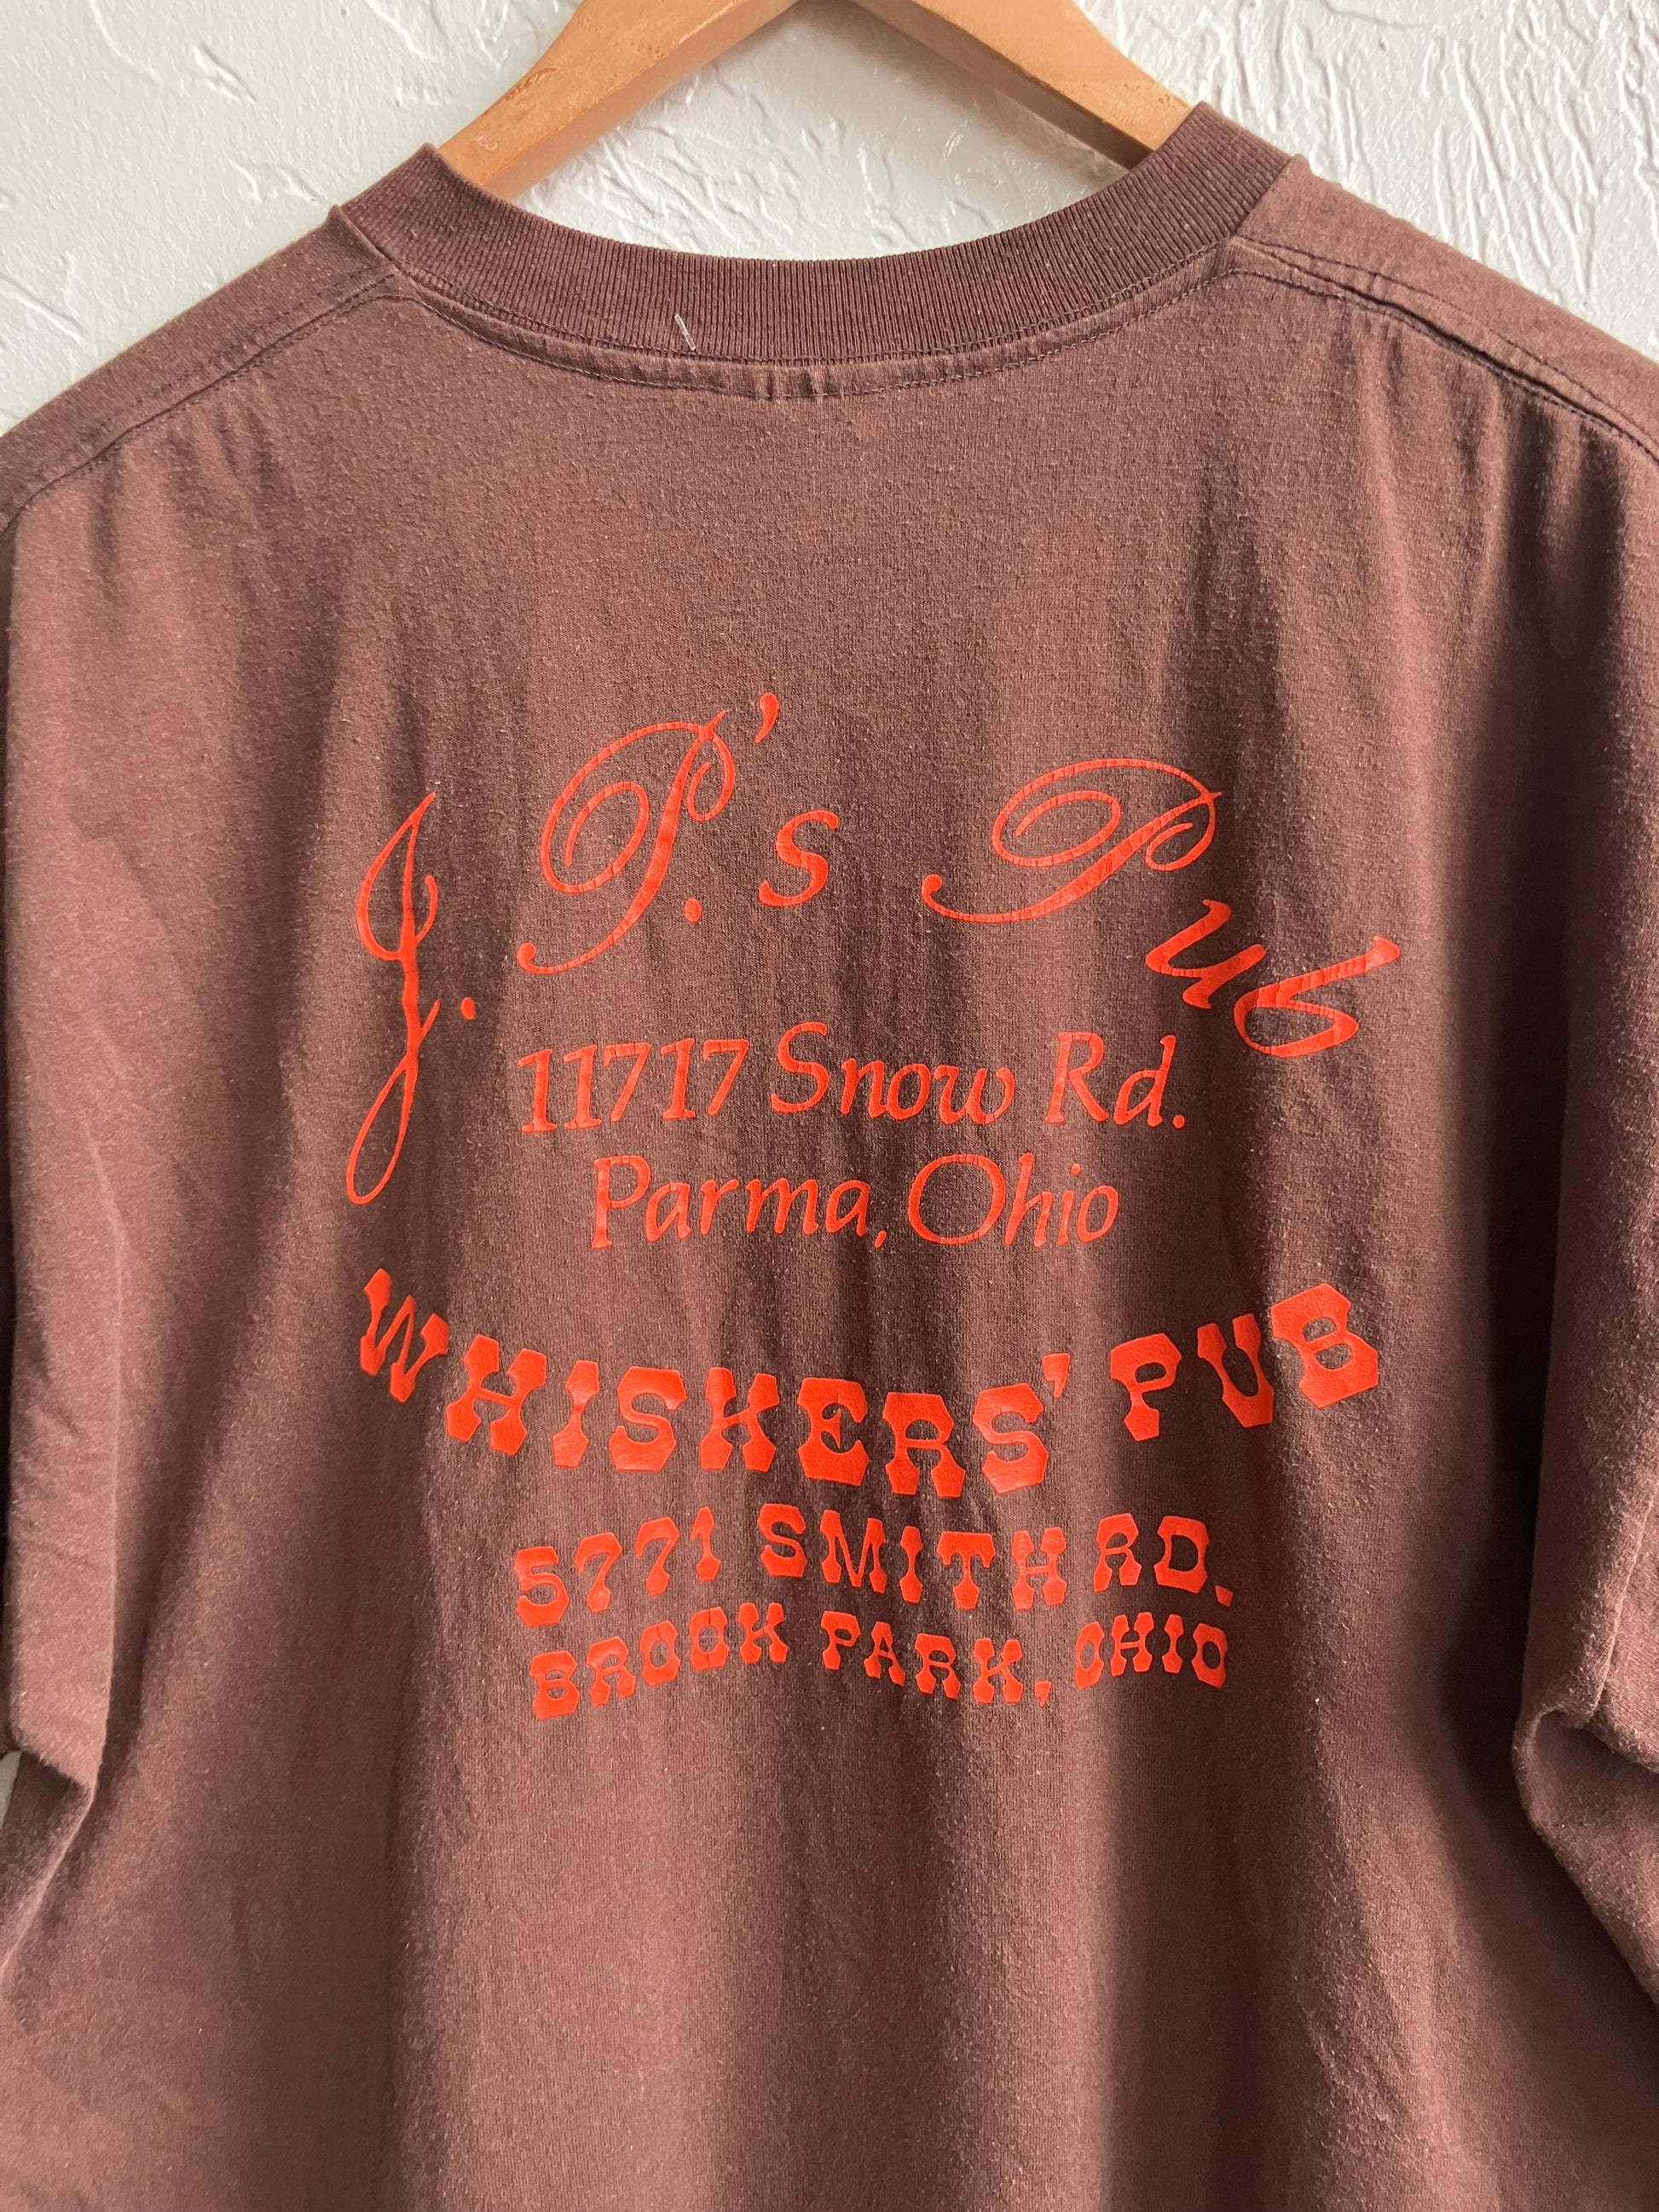 J. P.'s Pub
11717 Snow Rd.
Parma, Ohio
WHISKERS' PUB
5771 SMITH RD.
BROOK PARK, OHIO